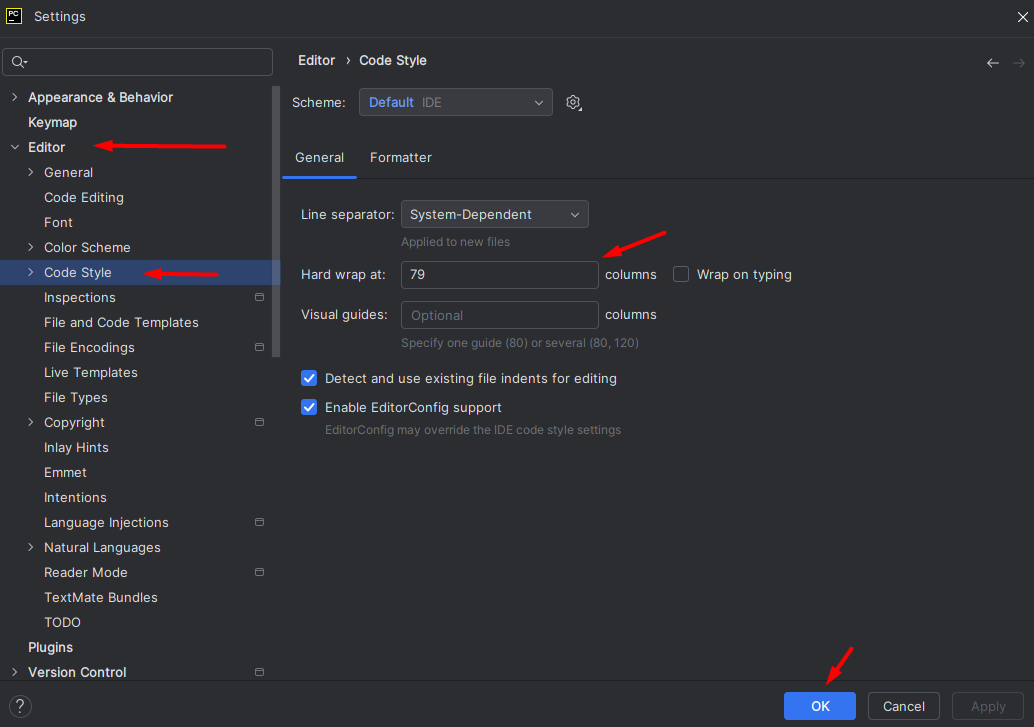 PC
Settings
Appearance & Behavior
Keymap
Editor
General
Code Editing
Font
Color Scheme
Code Style
Inspections
File and Code Templates
File Encodings
Live Templates
File Types
Copyright
Inlay Hints
Emmet
Intentions
Language Injections
Natural Languages
Reader Mode
TextMate Bundles
TODO
Plugins
Version Control
?
Editor › Code Style
Scheme: Default IDE
General Formatter
Line separator: System-Dependent
Applied to new files
Hard wrap at: 79 columns Wrap on typing
Visual guides: Optional columns
Specify one guide (80) or several (80, 120)
Detect and use existing file indents for editing
Enable EditorConfig support
EditorConfig may override the IDE code style settings
OK Cancel Apply